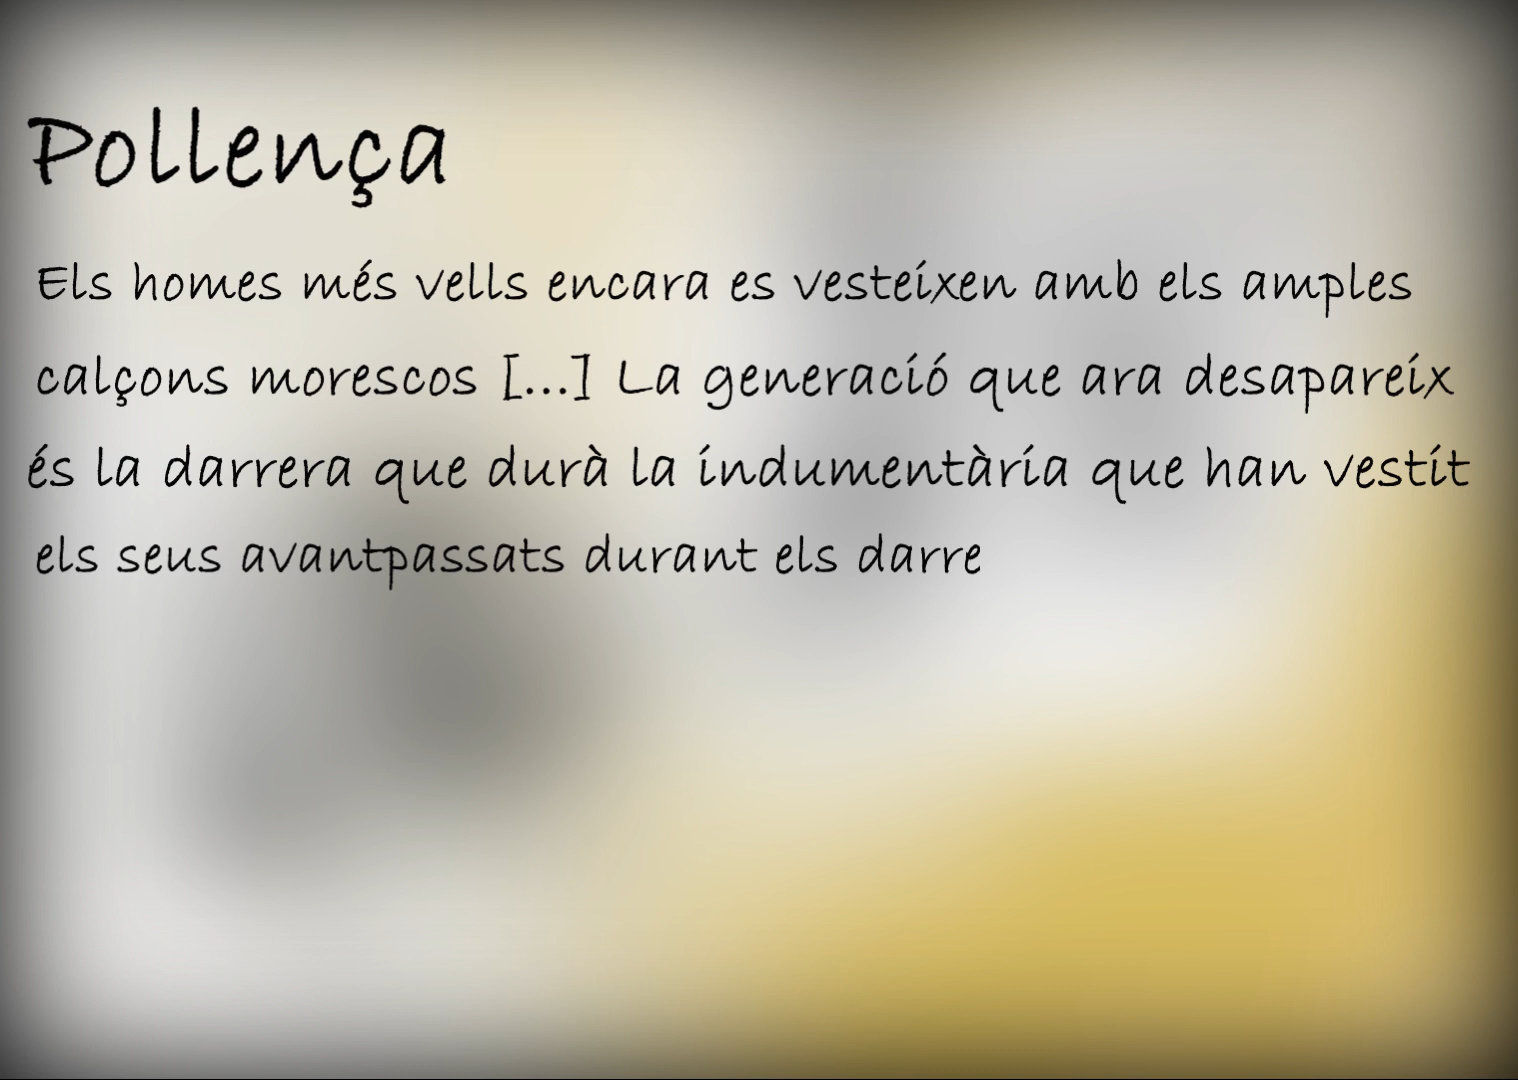 Pollença
Els homes més vells encara es vesteixen amb els amples
calçons morescos [...] La generació que ara desapareix
és la darrera que durà la indumentària que han vestit
els seus avantpassats durant els darre